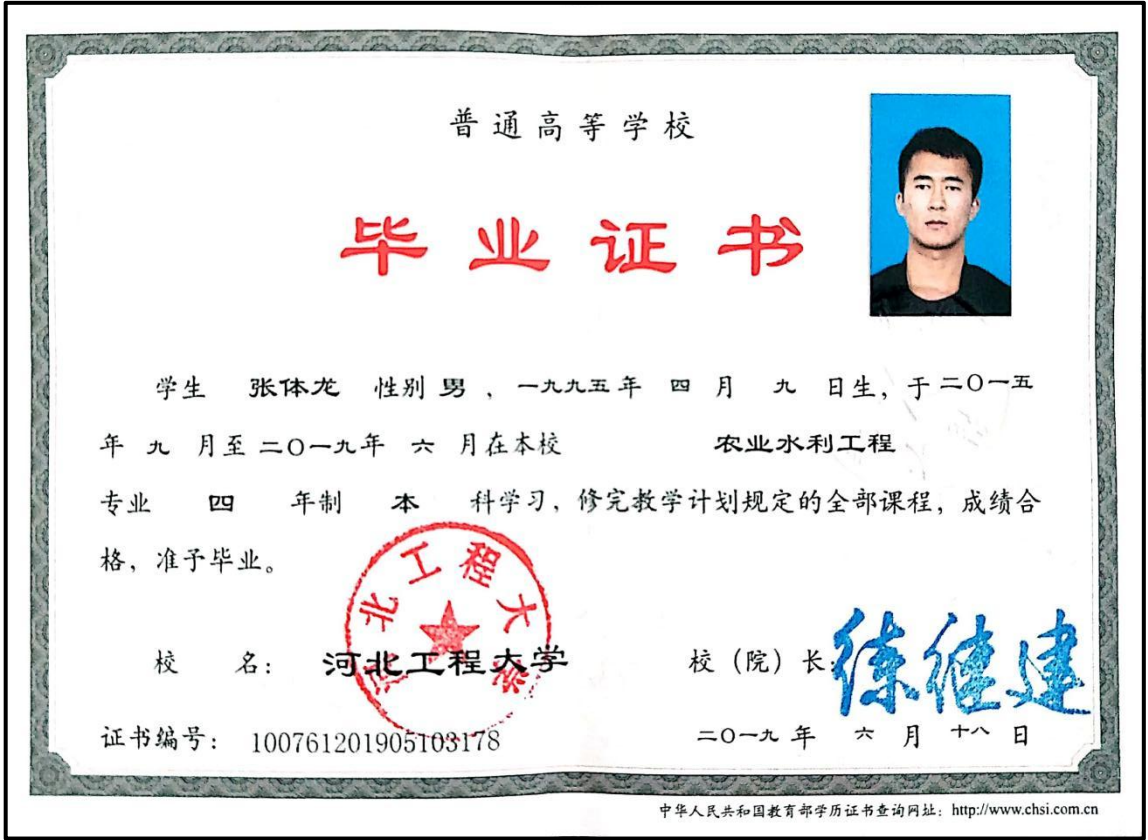 普通高等学校
毕业证书
学生 张体龙 性别 男 ，一九九五年 四 月 九 日生，于二〇一五
年 九 月至二〇一九年 六 月在本校 农业水利工程
专业 四 年制 本 科学习，修完教学计划规定的全部课程，成绩合
格，准予毕业。
河北工程大学
校 名： 河北工程大学 校（院）长： 练继建
证书编号： 100761201905103178 二〇一九 年 六 月 十八 日
中华人民共和国教育部学历证书查询网址：http://www.chsi.com.cn